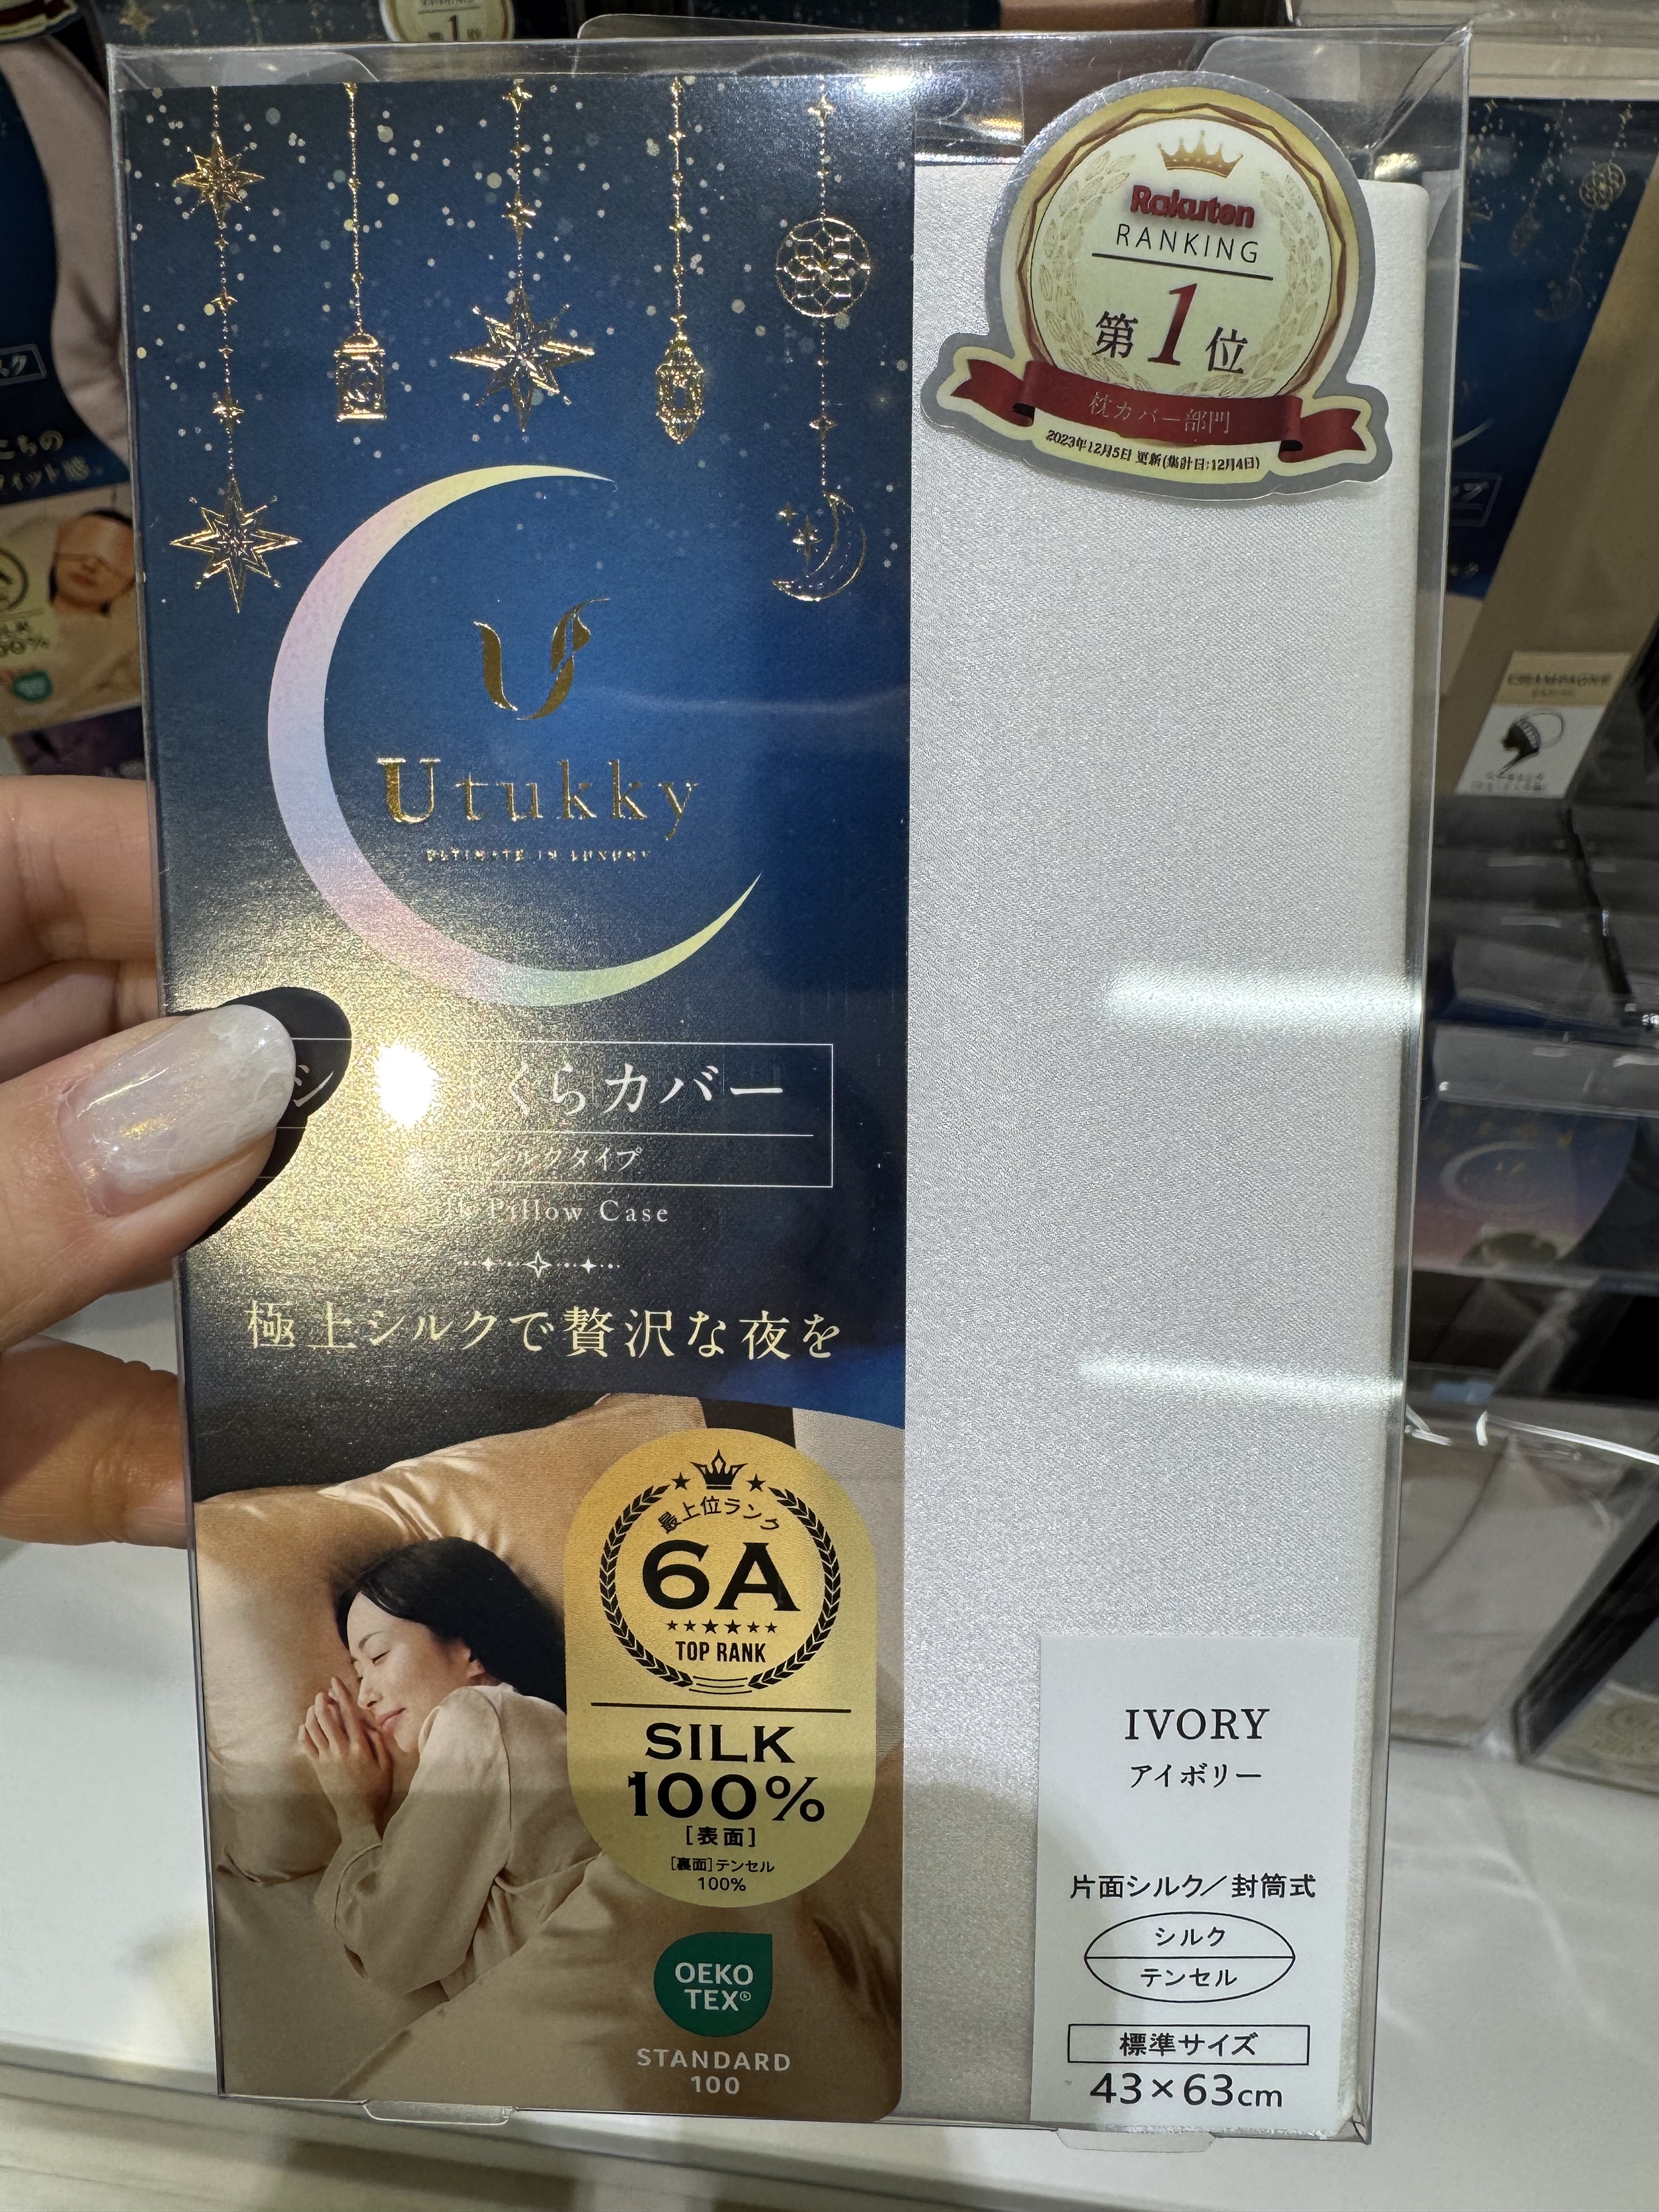 Rakuten
RANKING
第1位
枕カバー部門
2023年12月5日 更新(集計日:12月4日)
Utukky
ULTIMATE IN LUXURY
くらカバー
シルクタイプ
Pillow Case
極上シルクで贅沢な夜を
最上位ランク
6A
TOP RANK
SILK
100%
[表面]
[裏面]テンセル
100%
OEKO
TEX®
STANDARD
100
IVORY
アイボリー
片面シルク/封筒式
シルク
テンセル
標準サイズ
43×63cm
CHAMPAGNE